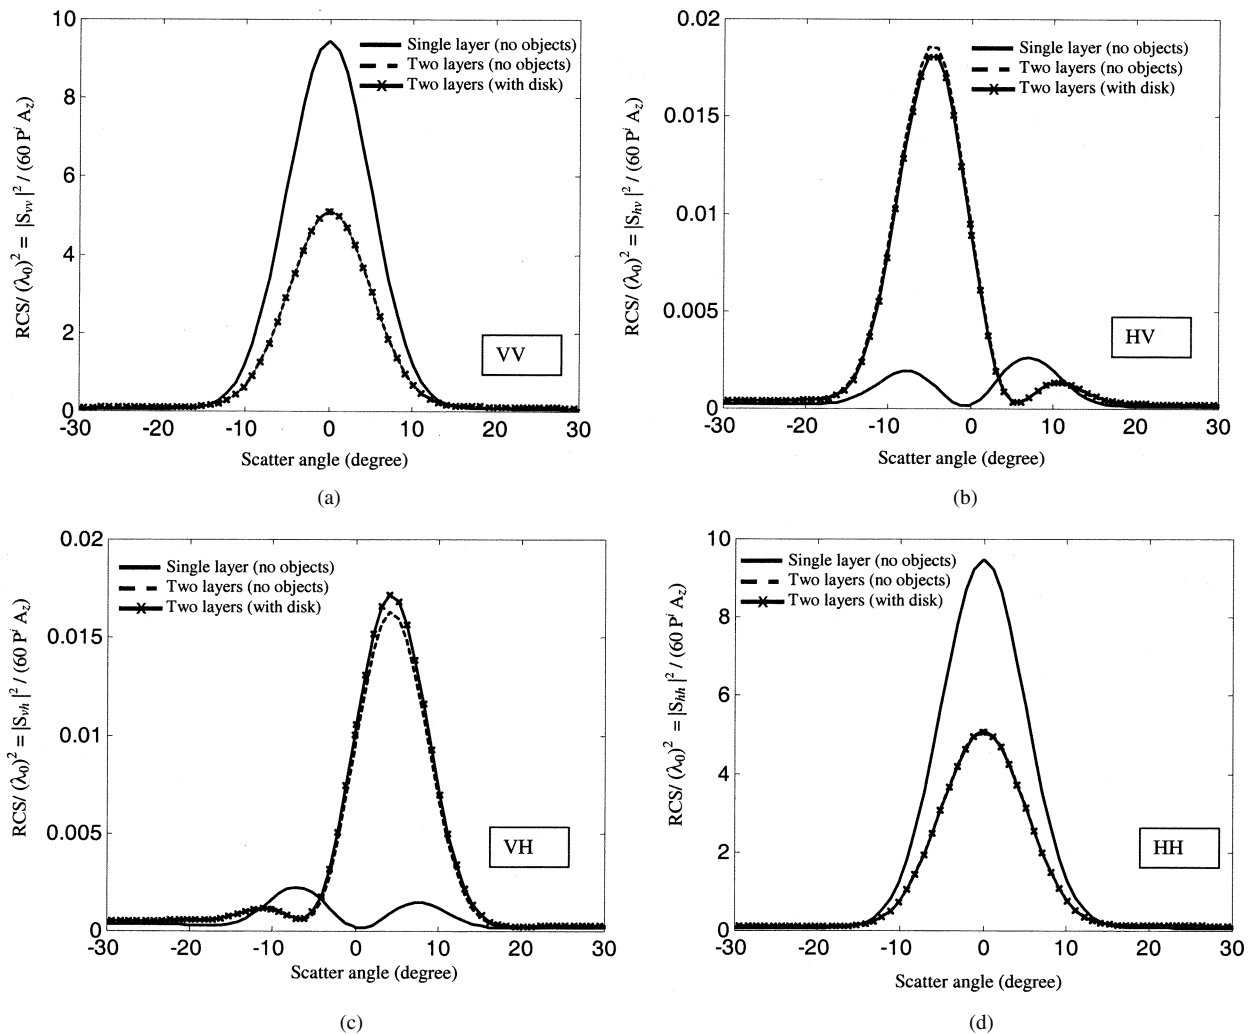 10
8
6
4
2
0
-30
-20
-10
0
10
20
30
Single layer (no objects)
Two layers (no objects)
Two layers (with disk)
RCS/ (λ₀)² = |Sᵥᵥ|² / (60 Pⁱ A_z)
VV
Scatter angle (degree)
(a)
0.02
0.015
0.01
0.005
0
-30
-20
-10
0
10
20
30
Single layer (no objects)
Two layers (no objects)
Two layers (with disk)
RCS/ (λ₀)² = |Sₕᵥ|² / (60 Pⁱ A_z)
HV
Scatter angle (degree)
(b)
0.02
0.015
0.01
0.005
0
-30
-20
-10
0
10
20
30
Single layer (no objects)
Two layers (no objects)
Two layers (with disk)
RCS/ (λ₀)² = |Sᵥₕ|² / (60 Pⁱ A_z)
VH
Scatter angle (degree)
(c)
10
8
6
4
2
0
-30
-20
-10
0
10
20
30
Single layer (no objects)
Two layers (no objects)
Two layers (with disk)
RCS/ (λ₀)² = |Sₕₕ|² / (60 Pⁱ A_z)
HH
Scatter angle (degree)
(d)